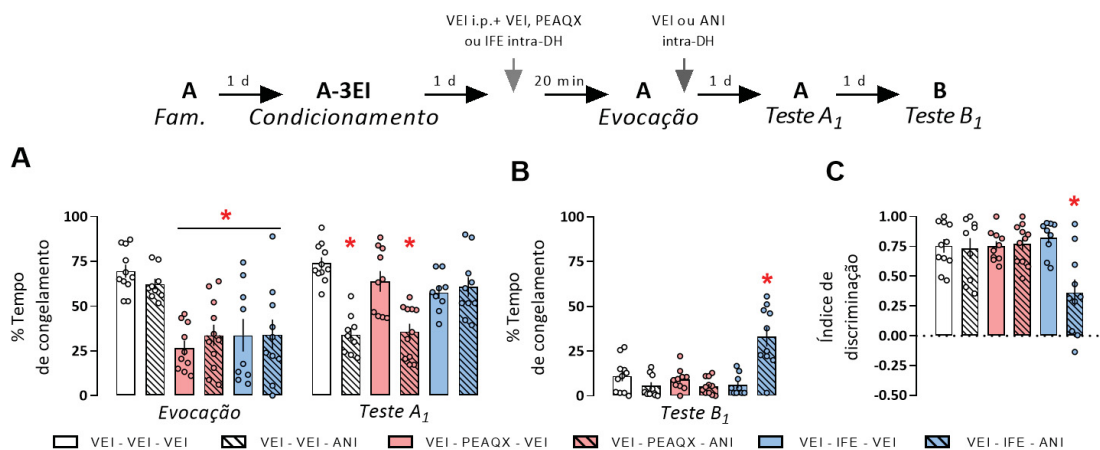 VEI i.p.+ VEI, PEAQX
ou IFE intra-DH
VEI ou ANI
intra-DH
A 1 d A-3EI 1 d 20 min A 1 d A 1 d B
Fam. Condicionamento Evocação Teste A1 Teste B1
A
% Tempo
de congelamento
100
75
50
25
0
*
* *
Evocação Teste A1
B
% Tempo
de congelamento
100
75
50
25
0
*
Teste B1
C
Índice de
discriminação
1.00
0.75
0.50
0.25
0.00
-0.25
-0.50
*
VEI - VEI - VEI VEI - VEI - ANI VEI - PEAQX - VEI VEI - PEAQX - ANI VEI - IFE - VEI VEI - IFE - ANI